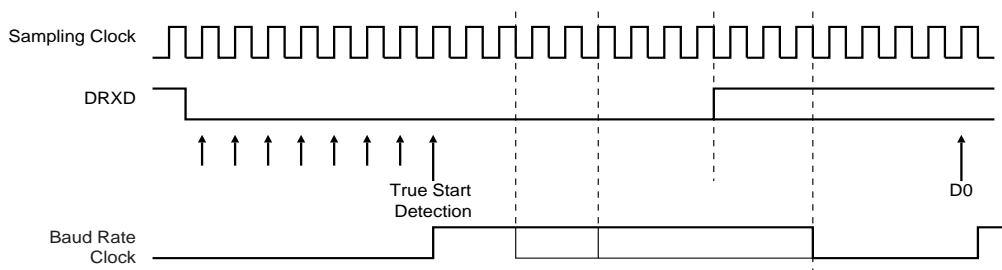 Sampling Clock
DRXD
True Start
Detection
D0
Baud Rate
Clock